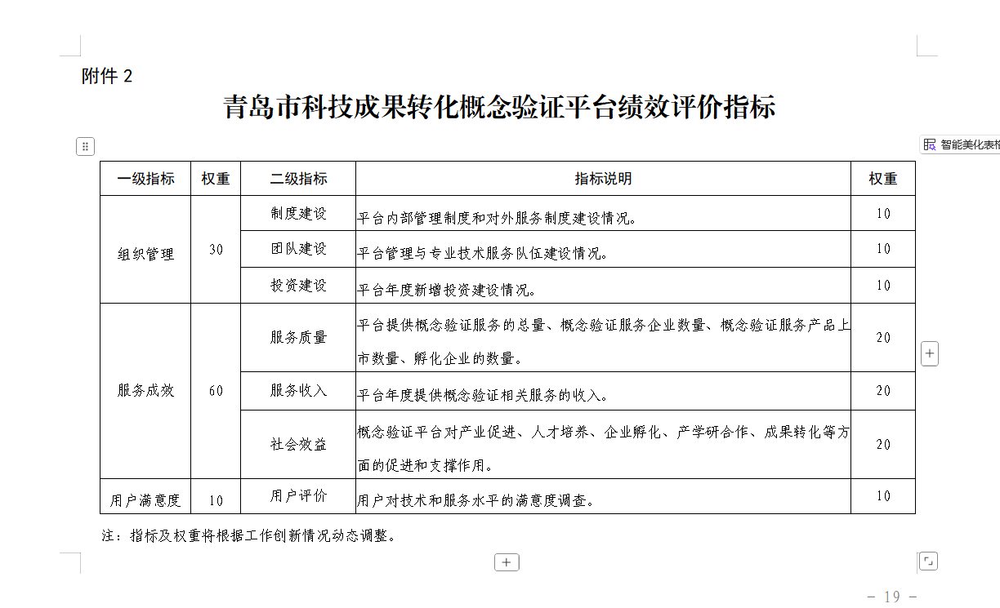 附件 2
青岛市科技成果转化概念验证平台绩效评价指标
智能美化表格
一级指标 权重 二级指标 指标说明 权重
组织管理 30 制度建设 平台内部管理制度和对外服务制度建设情况。 10
团队建设 平台管理与专业技术服务队伍建设情况。 10
投资建设 平台年度新增投资建设情况。 10
服务成效 60 服务质量 平台提供概念验证服务的总量、概念验证服务企业数量、概念验证服务产品上
市数量、孵化企业的数量。 20
服务收入 平台年度提供概念验证相关服务的收入。 20
社会效益 概念验证平台对产业促进、人才培养、企业孵化、产学研合作、成果转化等方
面的促进和支撑作用。 20
用户满意度 10 用户评价 用户对技术和服务水平的满意度调查。 10
注：指标及权重将根据工作创新情况动态调整。
－ 19 －